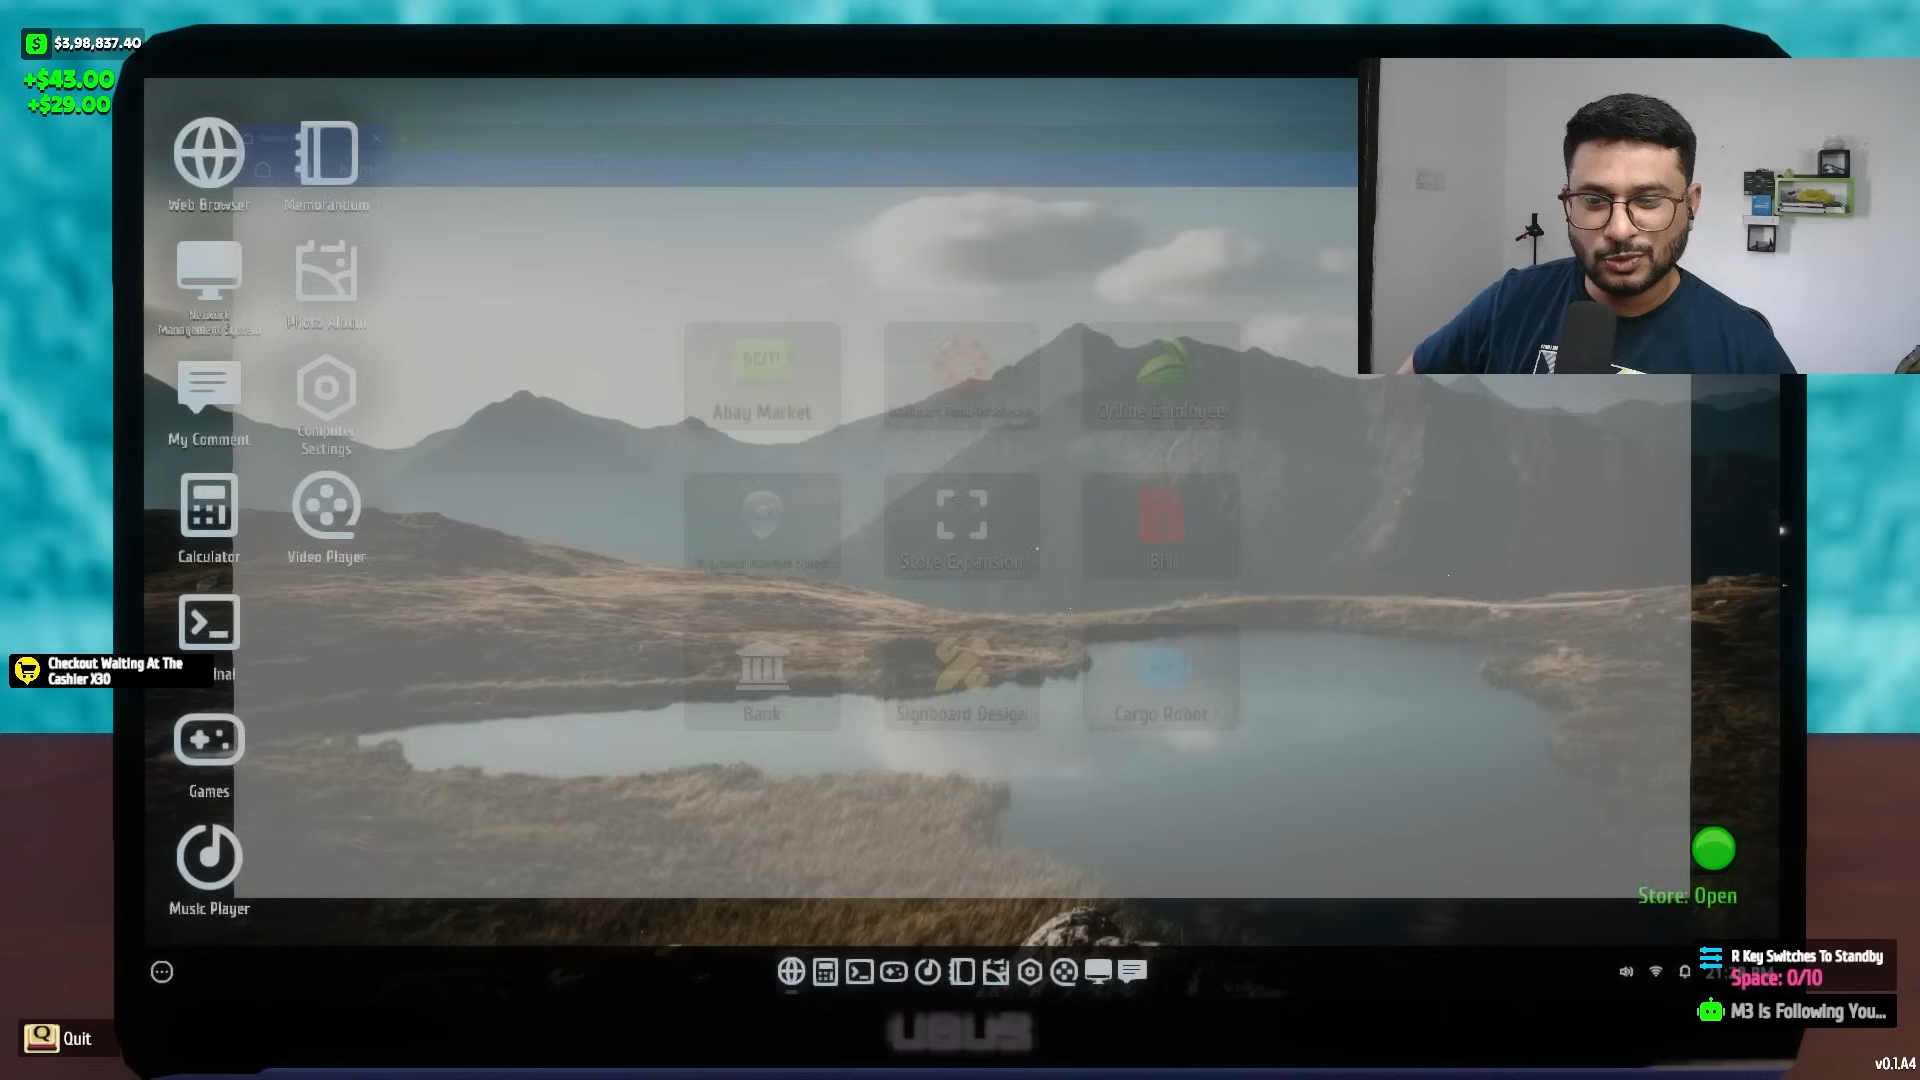 $3,98,837.40
+$43.00
+$29.00
Web Browser
Memorandum
Network
Management System
Photo Album
My Comment
Computer
Settings
Calculator
Video Player
Abay Market
Online Employee
Store Expansion
Bill
Bank
Signboard Design
Cargo Robot
Checkout Waiting At The
Cashier X30
Games
Music Player
Store: Open
R Key Switches To Standby
Space: 0/10
M3 Is Following You...
Q Quit
v0.1.A4